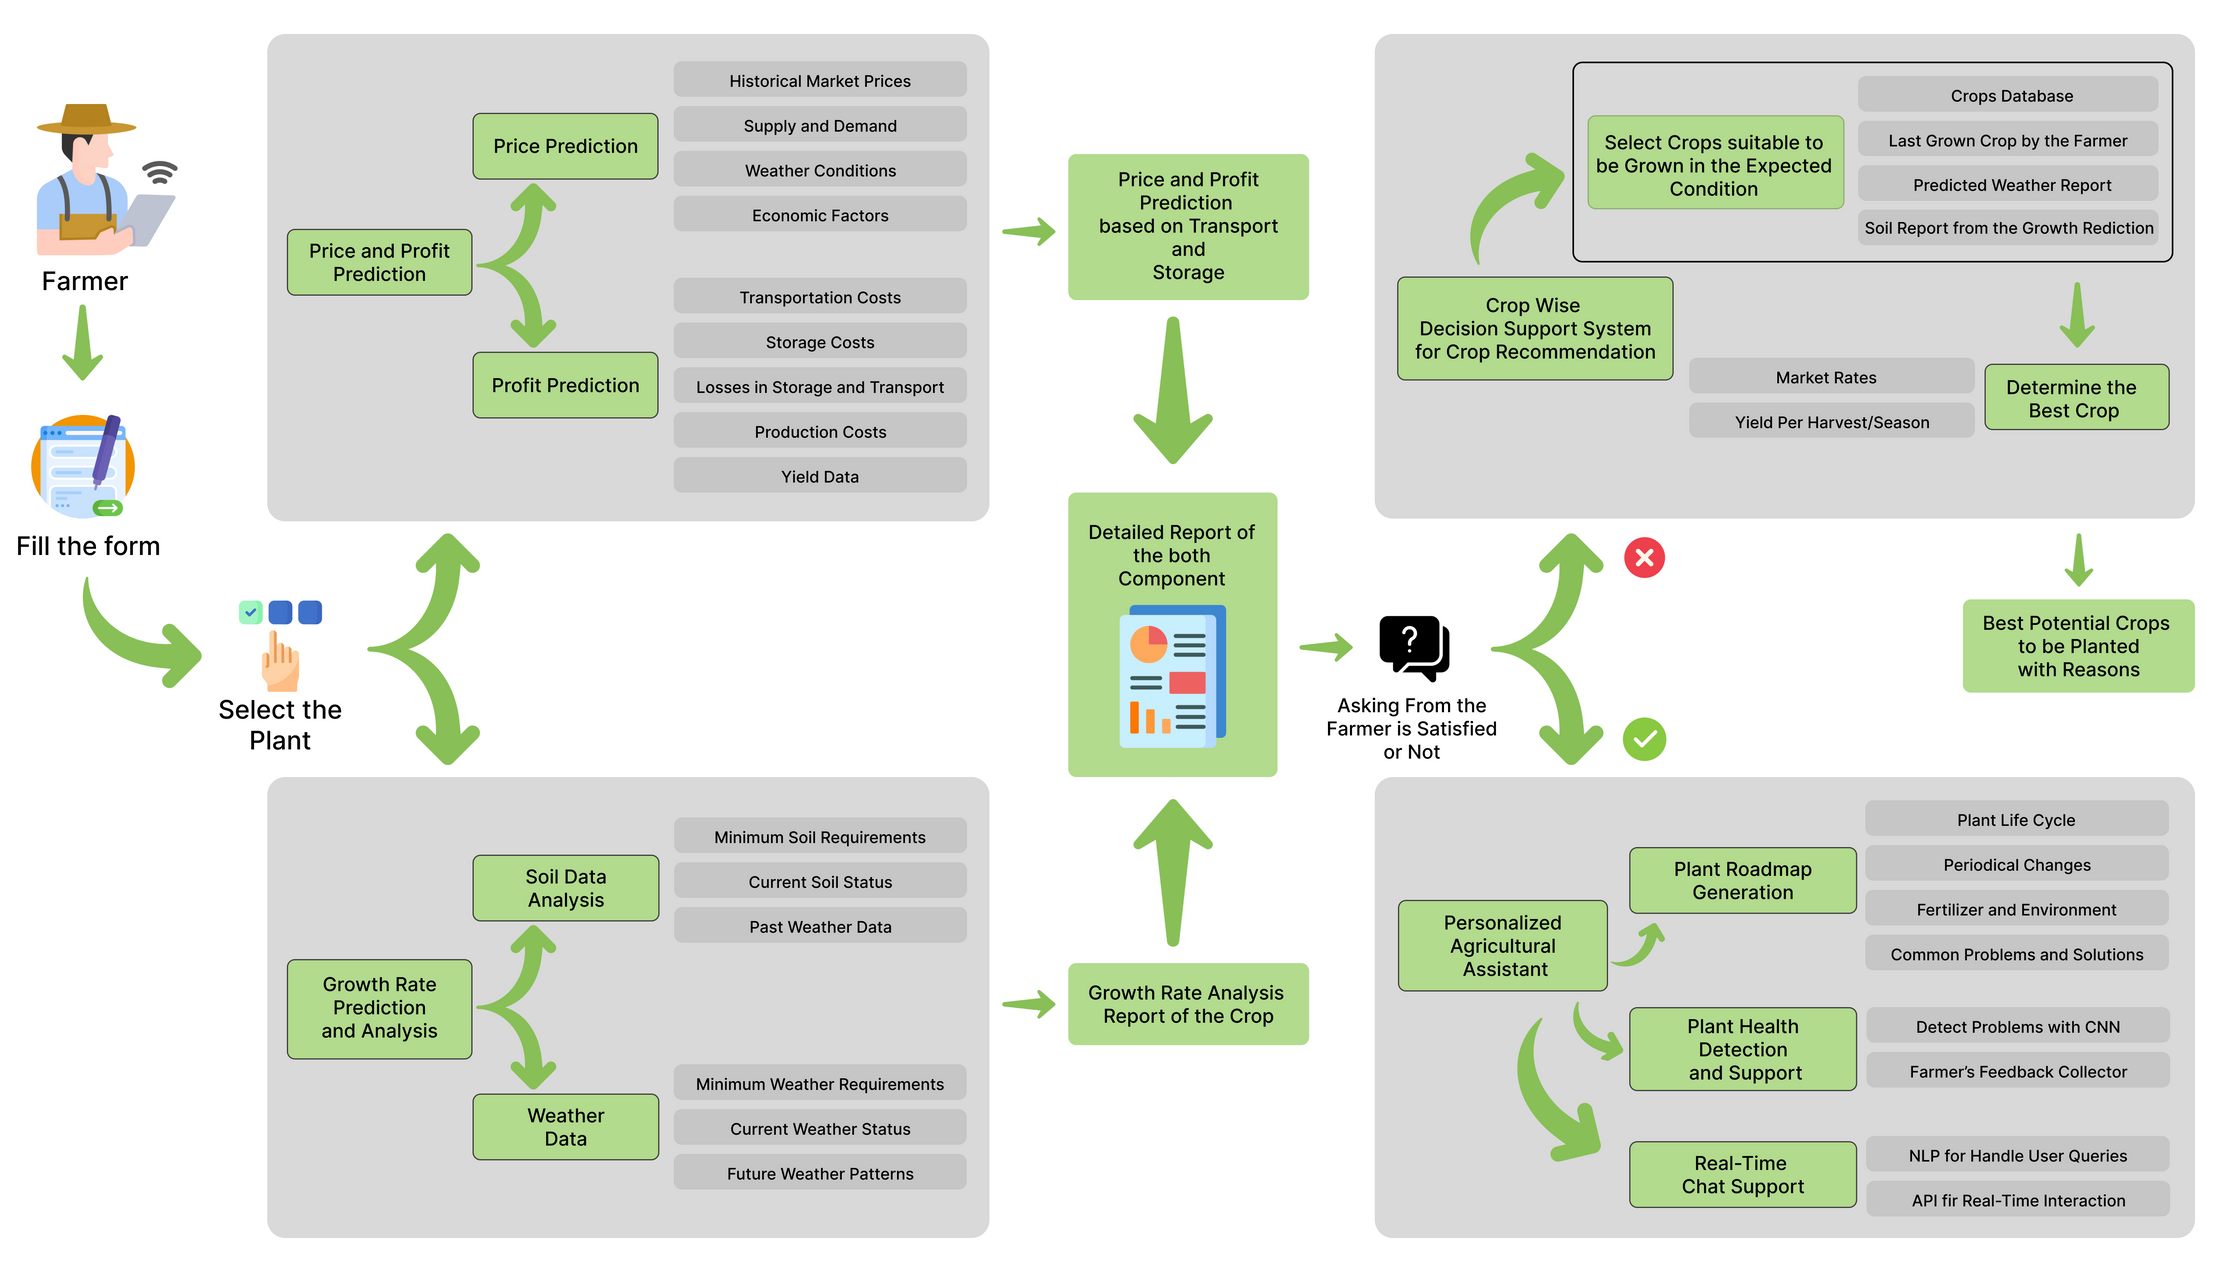 Farmer
Fill the form
Select the
Plant
Price and Profit
Prediction
Price Prediction
Historical Market Prices
Supply and Demand
Weather Conditions
Economic Factors
Profit Prediction
Transportation Costs
Storage Costs
Losses in Storage and Transport
Production Costs
Yield Data
Growth Rate
Prediction
and Analysis
Soil Data
Analysis
Minimum Soil Requirements
Current Soil Status
Past Weather Data
Weather
Data
Minimum Weather Requirements
Current Weather Status
Future Weather Patterns
Price and Profit
Prediction
based on Transport
and
Storage
Detailed Report of
the both
Component
Growth Rate Analysis
Report of the Crop
?
Asking From the
Farmer is Satisfied
or Not
Crop Wise
Decision Support System
for Crop Recommendation
Select Crops suitable to
be Grown in the Expected
Condition
Crops Database
Last Grown Crop by the Farmer
Predicted Weather Report
Soil Report from the Growth Rediction
Market Rates
Yield Per Harvest/Season
Determine the
Best Crop
Best Potential Crops
to be Planted
with Reasons
Personalized
Agricultural
Assistant
Plant Roadmap
Generation
Plant Life Cycle
Periodical Changes
Fertilizer and Environment
Common Problems and Solutions
Plant Health
Detection
and Support
Detect Problems with CNN
Farmer’s Feedback Collector
Real-Time
Chat Support
NLP for Handle User Queries
API fir Real-Time Interaction